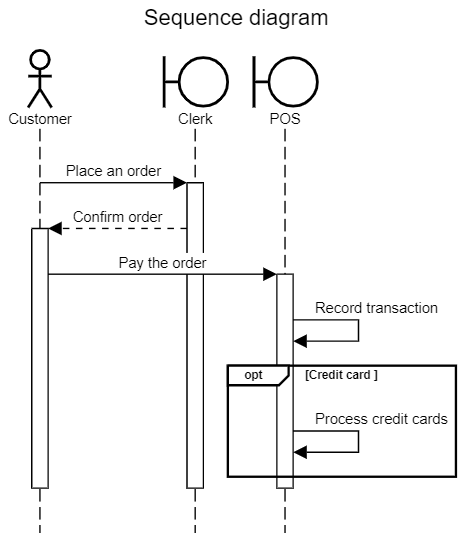 Sequence diagram
Customer
Clerk
POS
Place an order
Confirm order
Pay the order
Record transaction
opt
[Credit card ]
Process credit cards